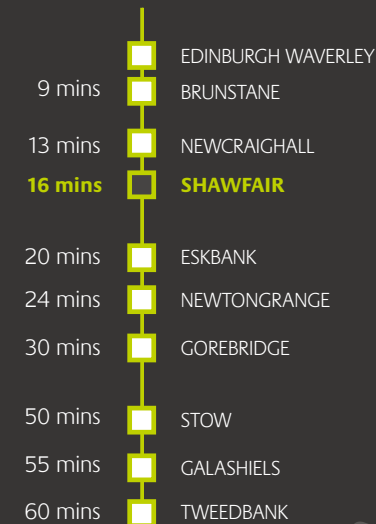 EDINBURGH WAVERLEY
9 mins BRUNSTANE
13 mins NEWCRAIGHALL
16 mins SHAWFAIR
20 mins ESKBANK
24 mins NEWTONGRANGE
30 mins GOREBRIDGE
50 mins STOW
55 mins GALASHIELS
60 mins TWEEDBANK